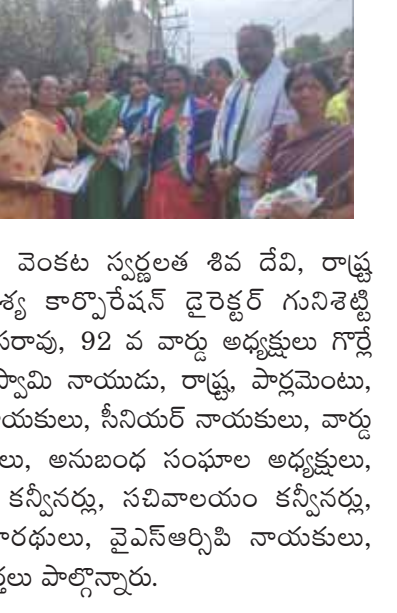 వెంకట స్వర్ణలత శివ దేవి, రాష్ట్ర
శ్య కార్పొరేషన్ డైరెక్టర్ గునిశెట్టి
సరావు, 92 వ వార్డు అధ్యక్షులు గొర్లే
స్వామి నాయుడు, రాష్ట్ర, పార్లమెంటు,
యకులు, సీనియర్ నాయకులు, వార్డు
లు, అనుబంధ సంఘాల అధ్యక్షులు,
కన్వీనర్లు, సచివాలయం కన్వీనర్లు,
ారథులు, వైఎస్ఆర్సిపి నాయకులు,
ర్తలు పాల్గొన్నారు.